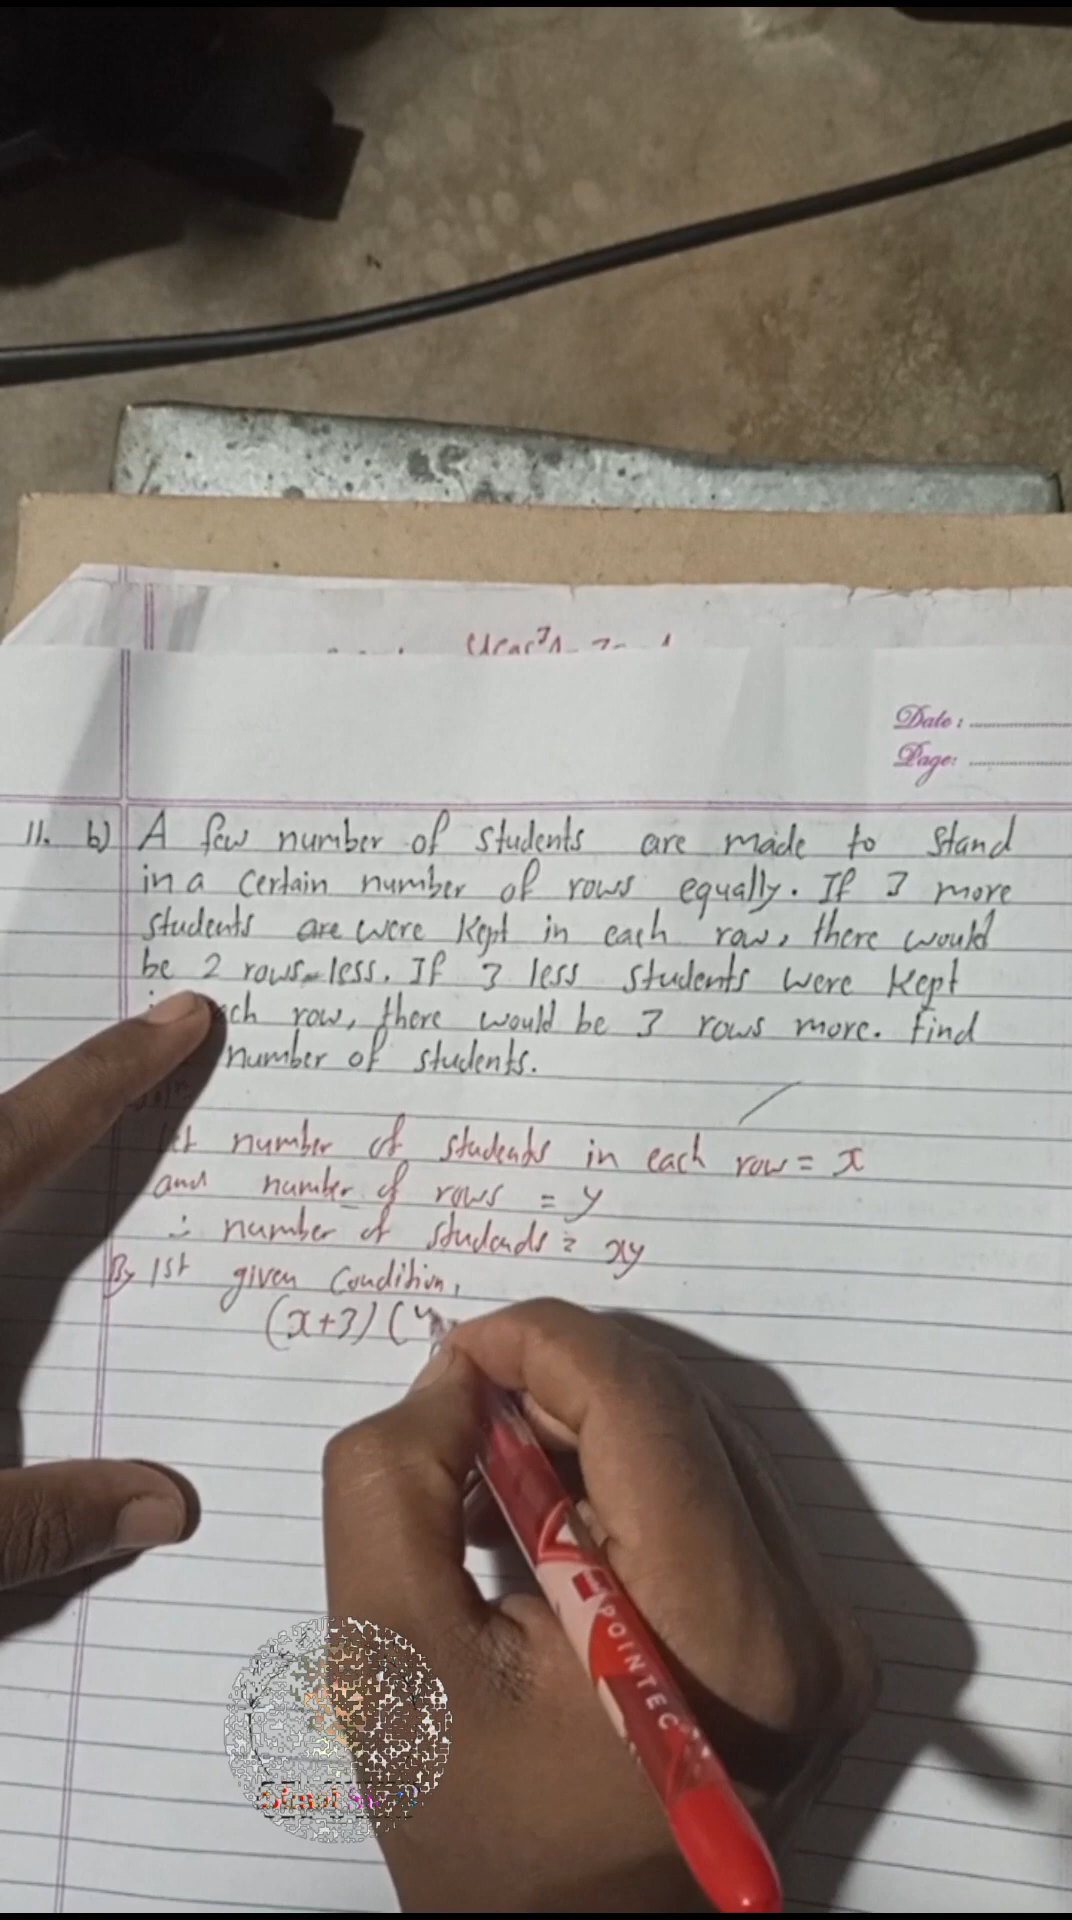 Date:
Page:
11. b) A few number of students are made to stand
in a certain number of rows equally. If 3 more
students are were kept in each row, there would
be 2 rows less. If 3 less students were kept
row, there would be 3 rows more. Find
number of students.
number of students in each row = x
and number of rows = y
∴ number of students = xy
By 1st given condition,
(x+3) (y
POINTEC